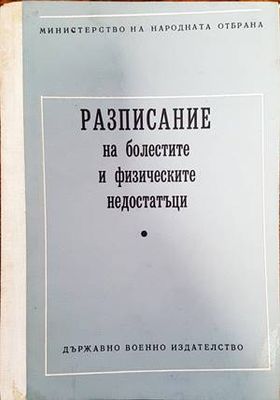 МИНИСТЕРСТВО НА НАРОДНАТА ОТБРАНА
РАЗПИСАНИЕ
на болестите
и физическите
недостатъци
ДЪРЖАВНО ВОЕННО ИЗДАТЕЛСТВО